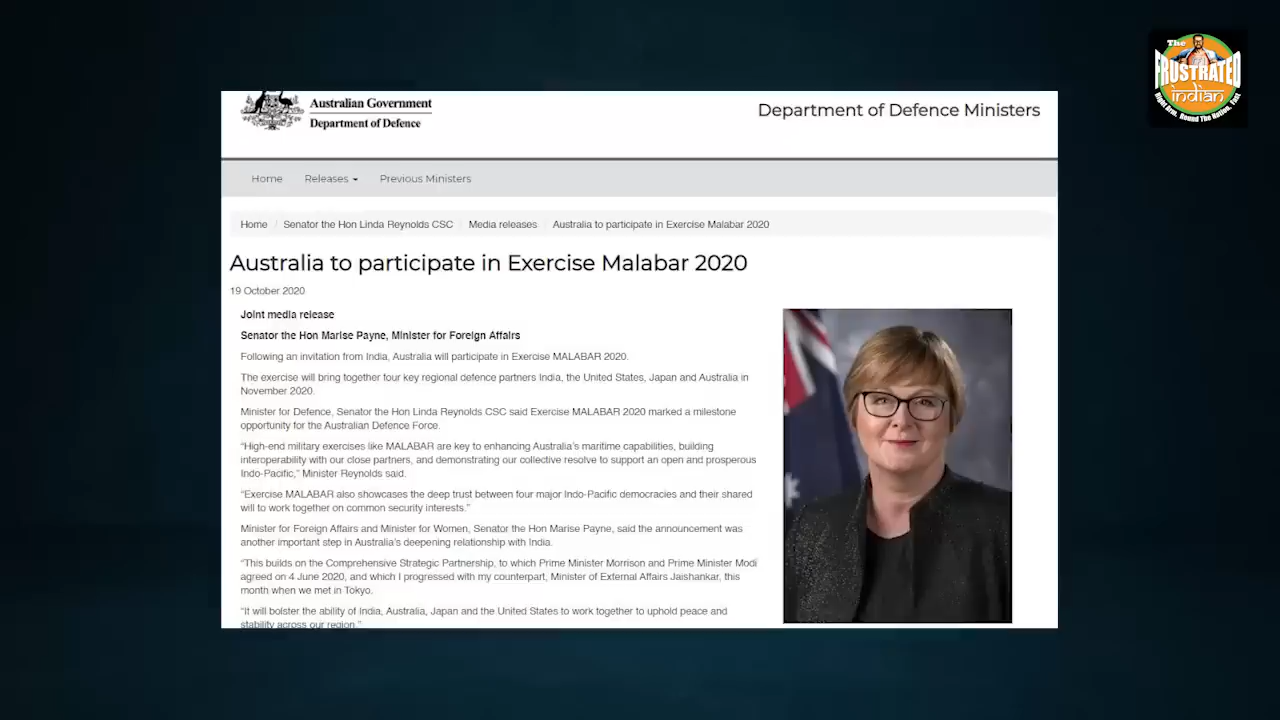 The
FRUSTRATED
indian
Right Arm. Round The Nation. Fast
Australian Government
Department of Defence
Department of Defence Ministers
Home Releases Previous Ministers
Home / Senator the Hon Linda Reynolds CSC / Media releases / Australia to participate in Exercise Malabar 2020
Australia to participate in Exercise Malabar 2020
19 October 2020
Joint media release
Senator the Hon Marise Payne, Minister for Foreign Affairs
Following an invitation from India, Australia will participate in Exercise MALABAR 2020.
The exercise will bring together four key regional defence partners India, the United States, Japan and Australia in
November 2020.
Minister for Defence, Senator the Hon Linda Reynolds CSC said Exercise MALABAR 2020 marked a milestone
opportunity for the Australian Defence Force.
“High-end military exercises like MALABAR are key to enhancing Australia’s maritime capabilities, building
interoperability with our close partners, and demonstrating our collective resolve to support an open and prosperous
Indo-Pacific,” Minister Reynolds said.
“Exercise MALABAR also showcases the deep trust between four major Indo-Pacific democracies and their shared
will to work together on common security interests.”
Minister for Foreign Affairs and Minister for Women, Senator the Hon Marise Payne, said the announcement was
another important step in Australia’s deepening relationship with India.
“This builds on the Comprehensive Strategic Partnership, to which Prime Minister Morrison and Prime Minister Modi
agreed on 4 June 2020, and which I progressed with my counterpart, Minister of External Affairs Jaishankar, this
month when we met in Tokyo.
“It will bolster the ability of India, Australia, Japan and the United States to work together to uphold peace and
stability across our region.”